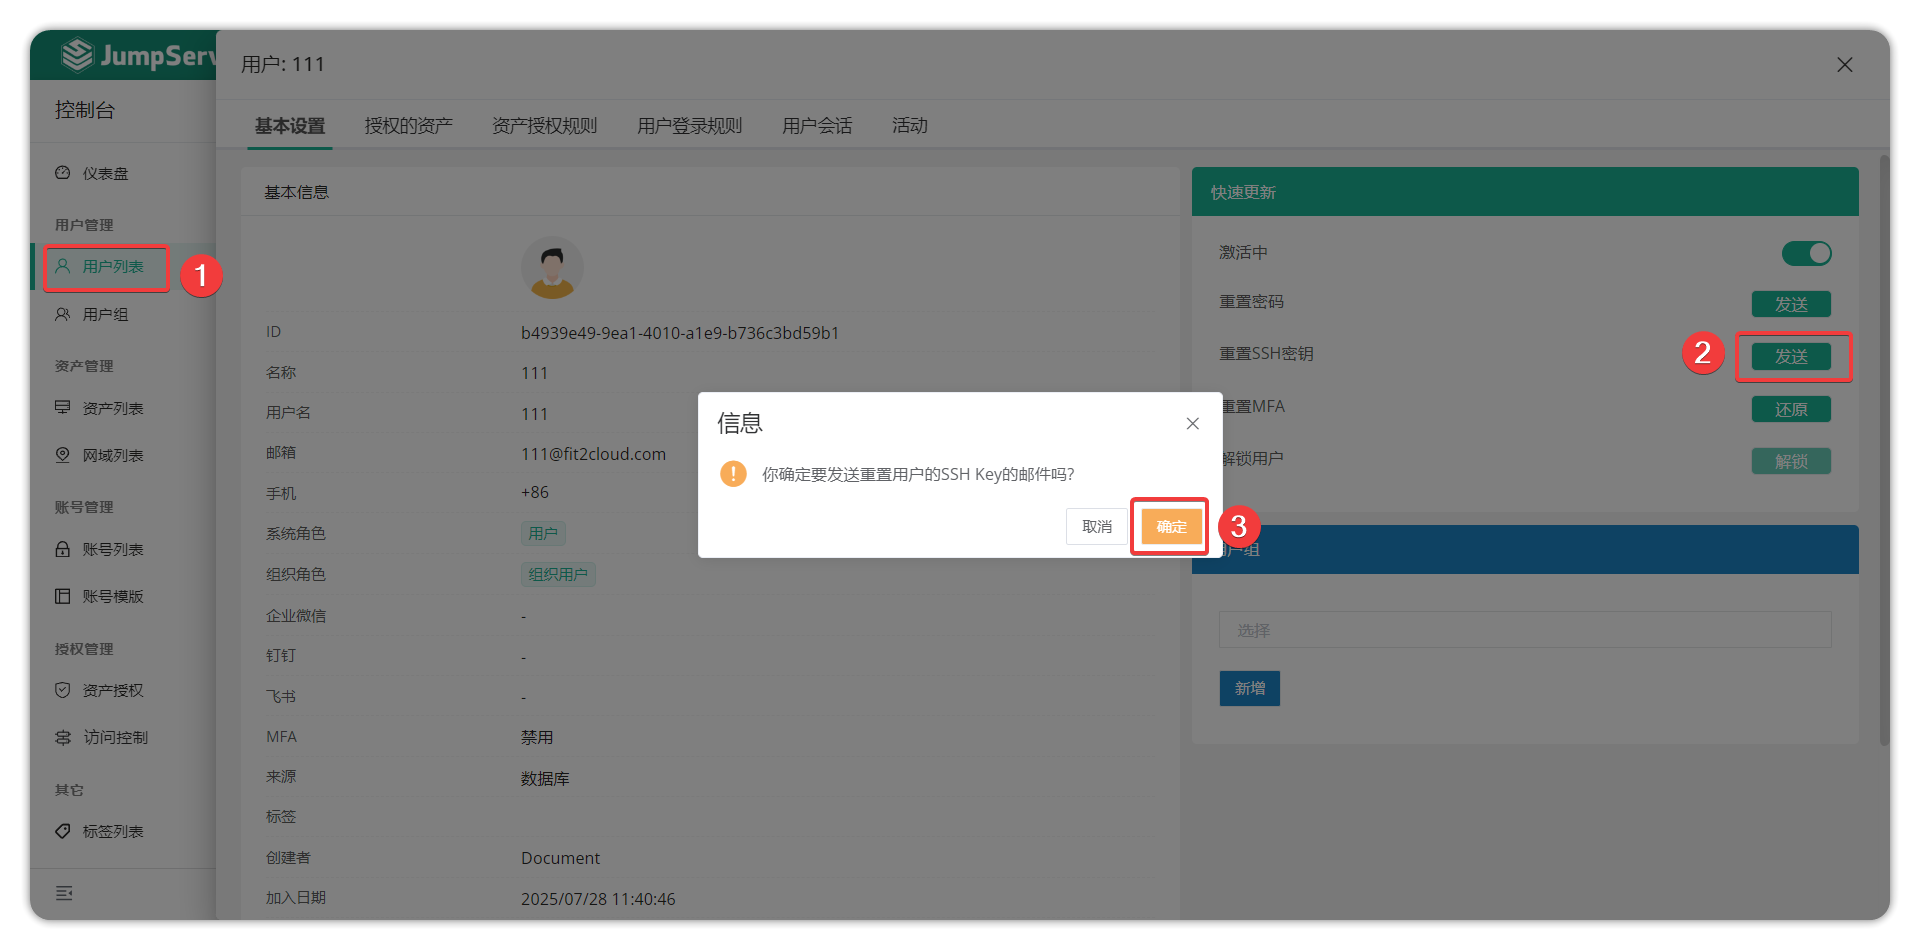 JumpServ
控制台
仪表盘
用户管理
用户列表
1
用户组
资产管理
资产列表
网域列表
账号管理
账号列表
账号模版
授权管理
资产授权
访问控制
其它
标签列表
用户: 111
基本设置 授权的资产 资产授权规则 用户登录规则 用户会话 活动
基本信息
ID b4939e49-9ea1-4010-a1e9-b736c3bd59b1
名称 111
用户名 111
邮箱 111@fit2cloud.com
手机 +86
系统角色 用户
组织角色 组织用户
企业微信 -
钉钉 -
飞书 -
MFA 禁用
来源 数据库
标签
创建者 Document
加入日期 2025/07/28 11:40:46
快速更新
激活中
重置密码 发送
重置SSH密钥 2 发送
重置MFA 还原
解锁用户 解锁
户组
选择
新增
信息
! 你确定要发送重置用户的SSH Key的邮件吗?
取消 确定 3